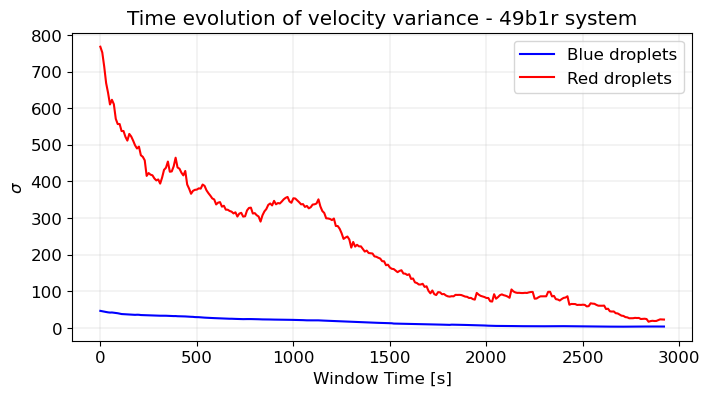 Time evolution of velocity variance - 49b1r system
800
700
600
500
400
300
200
100
0
σ
Blue droplets
Red droplets
0 500 1000 1500 2000 2500 3000
Window Time [s]